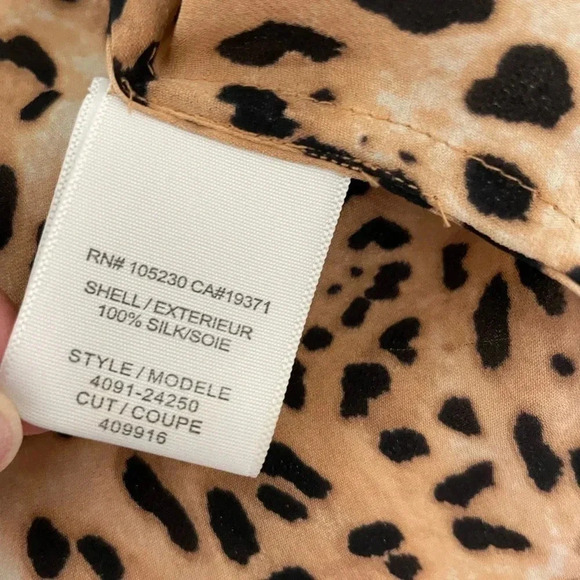 RN# 105230 CA#19371
SHELL / EXTERIEUR
100% SILK/SOIE
STYLE / MODELE
4091-24250
CUT / COUPE
409916